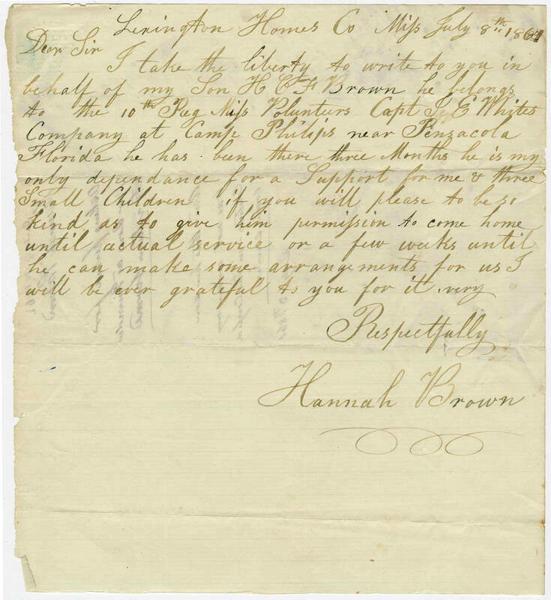 Lexington Homes Co Miss July 8th 1861
Dear Sir
I take the liberty to write to you in
behalf of my Son H E F Brown he belongs
to the 10th Reg Miss Volunters Capt J. E Whites
Company at Camp Philips near Penzacola
Florida he has been there three Months he is my
only dependance for a Support for me & three
Small Children if you will please to be so
kind as to give him permission to come home
until actual service or a few weeks until
he can make some arrangements for us I
will be ever grateful to you for it very
Respectfully
Hannah Brown